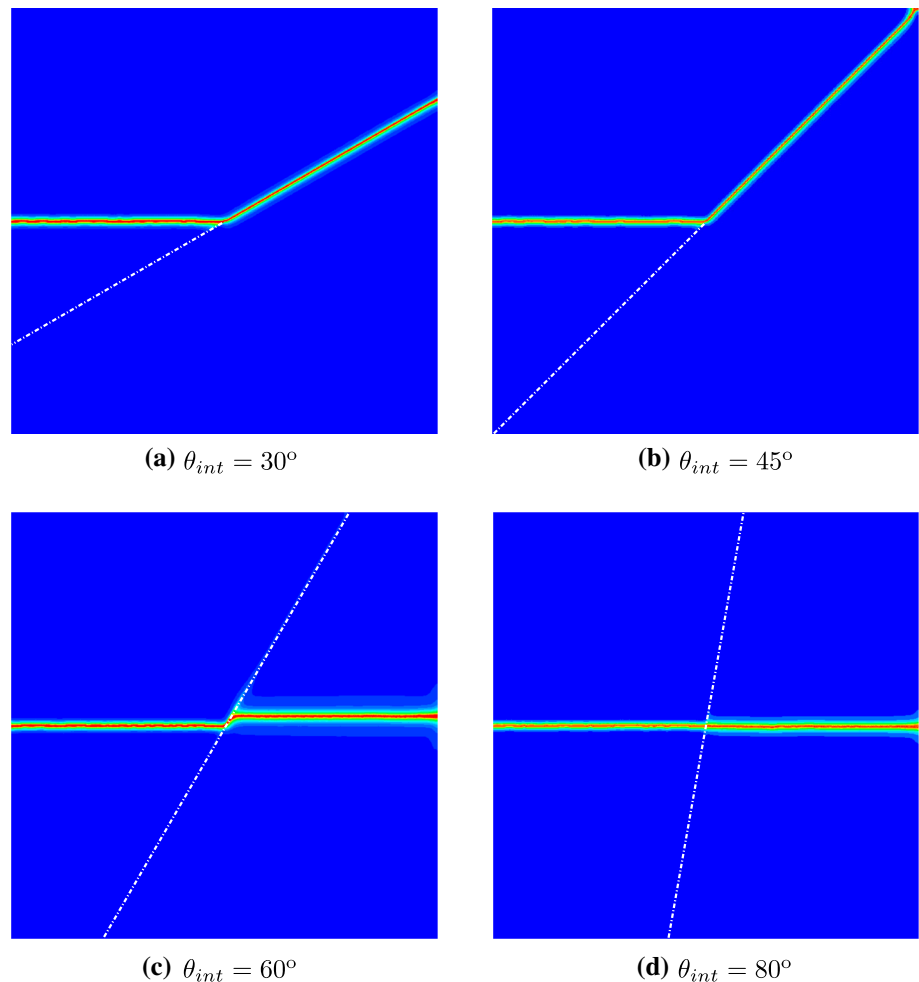 (a) θ_int = 30°
(b) θ_int = 45°
(c) θ_int = 60°
(d) θ_int = 80°